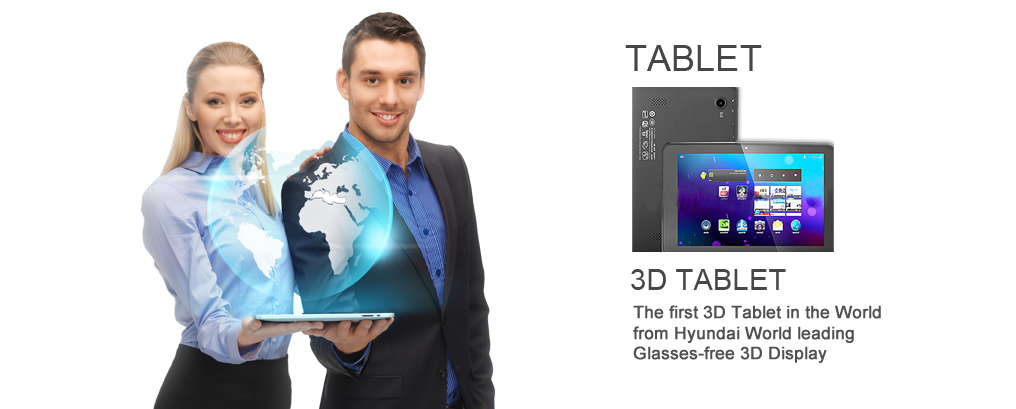 TABLET
3D TABLET
The first 3D Tablet in the World
from Hyundai World leading
Glasses-free 3D Display